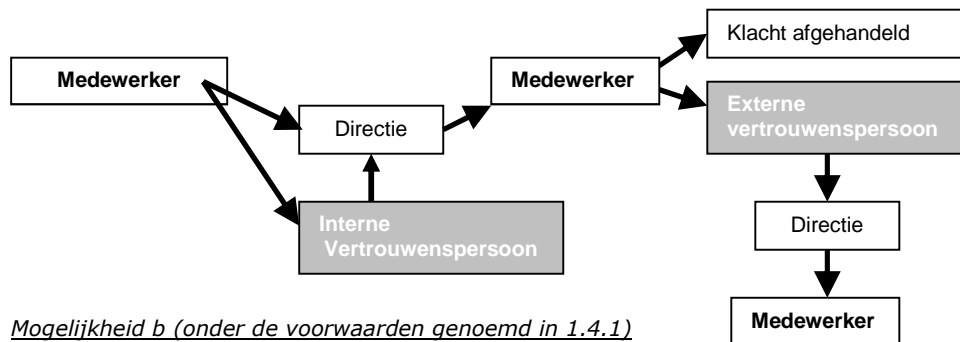 Klacht afgehandeld
Medewerker
Medewerker
Externe
vertrouwenspersoon
Directie
Interne
Vertrouwenspersoon
Directie
Mogelijkheid b (onder de voorwaarden genoemd in 1.4.1)
Medewerker